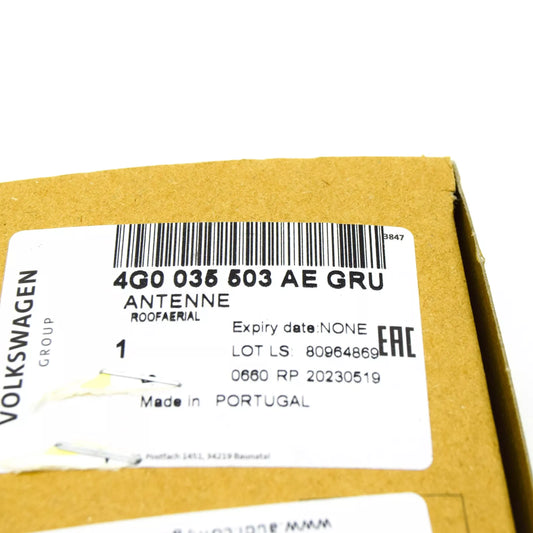 3847
4G0 035 503 AE GRU
ANTENNE
ROOFAERIAL
Expiry date:NONE
1
LOT LS: 80964869
EAC
0660 RP 20230519
Made in PORTUGAL
Postfach 1451, 34219 Baunatal
VOLKSWAGEN
GROUP